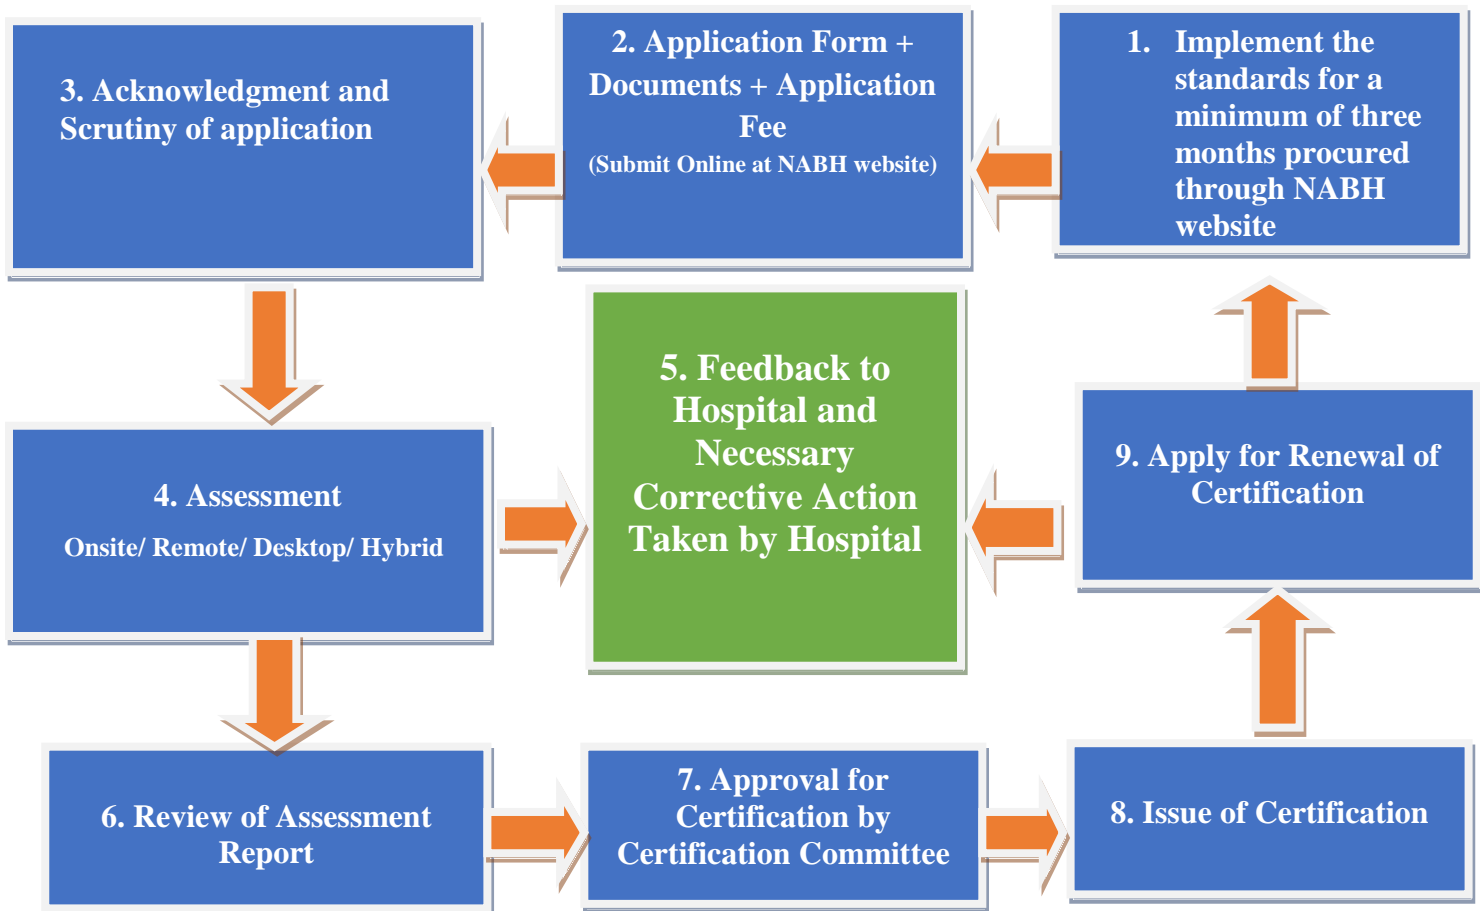 1. Implement the
standards for a
minimum of three
months procured
through NABH
website
2. Application Form +
Documents + Application
Fee
(Submit Online at NABH website)
3. Acknowledgment and
Scrutiny of application
4. Assessment
Onsite/ Remote/ Desktop/ Hybrid
5. Feedback to
Hospital and
Necessary
Corrective Action
Taken by Hospital
6. Review of Assessment
Report
7. Approval for
Certification by
Certification Committee
8. Issue of Certification
9. Apply for Renewal of
Certification